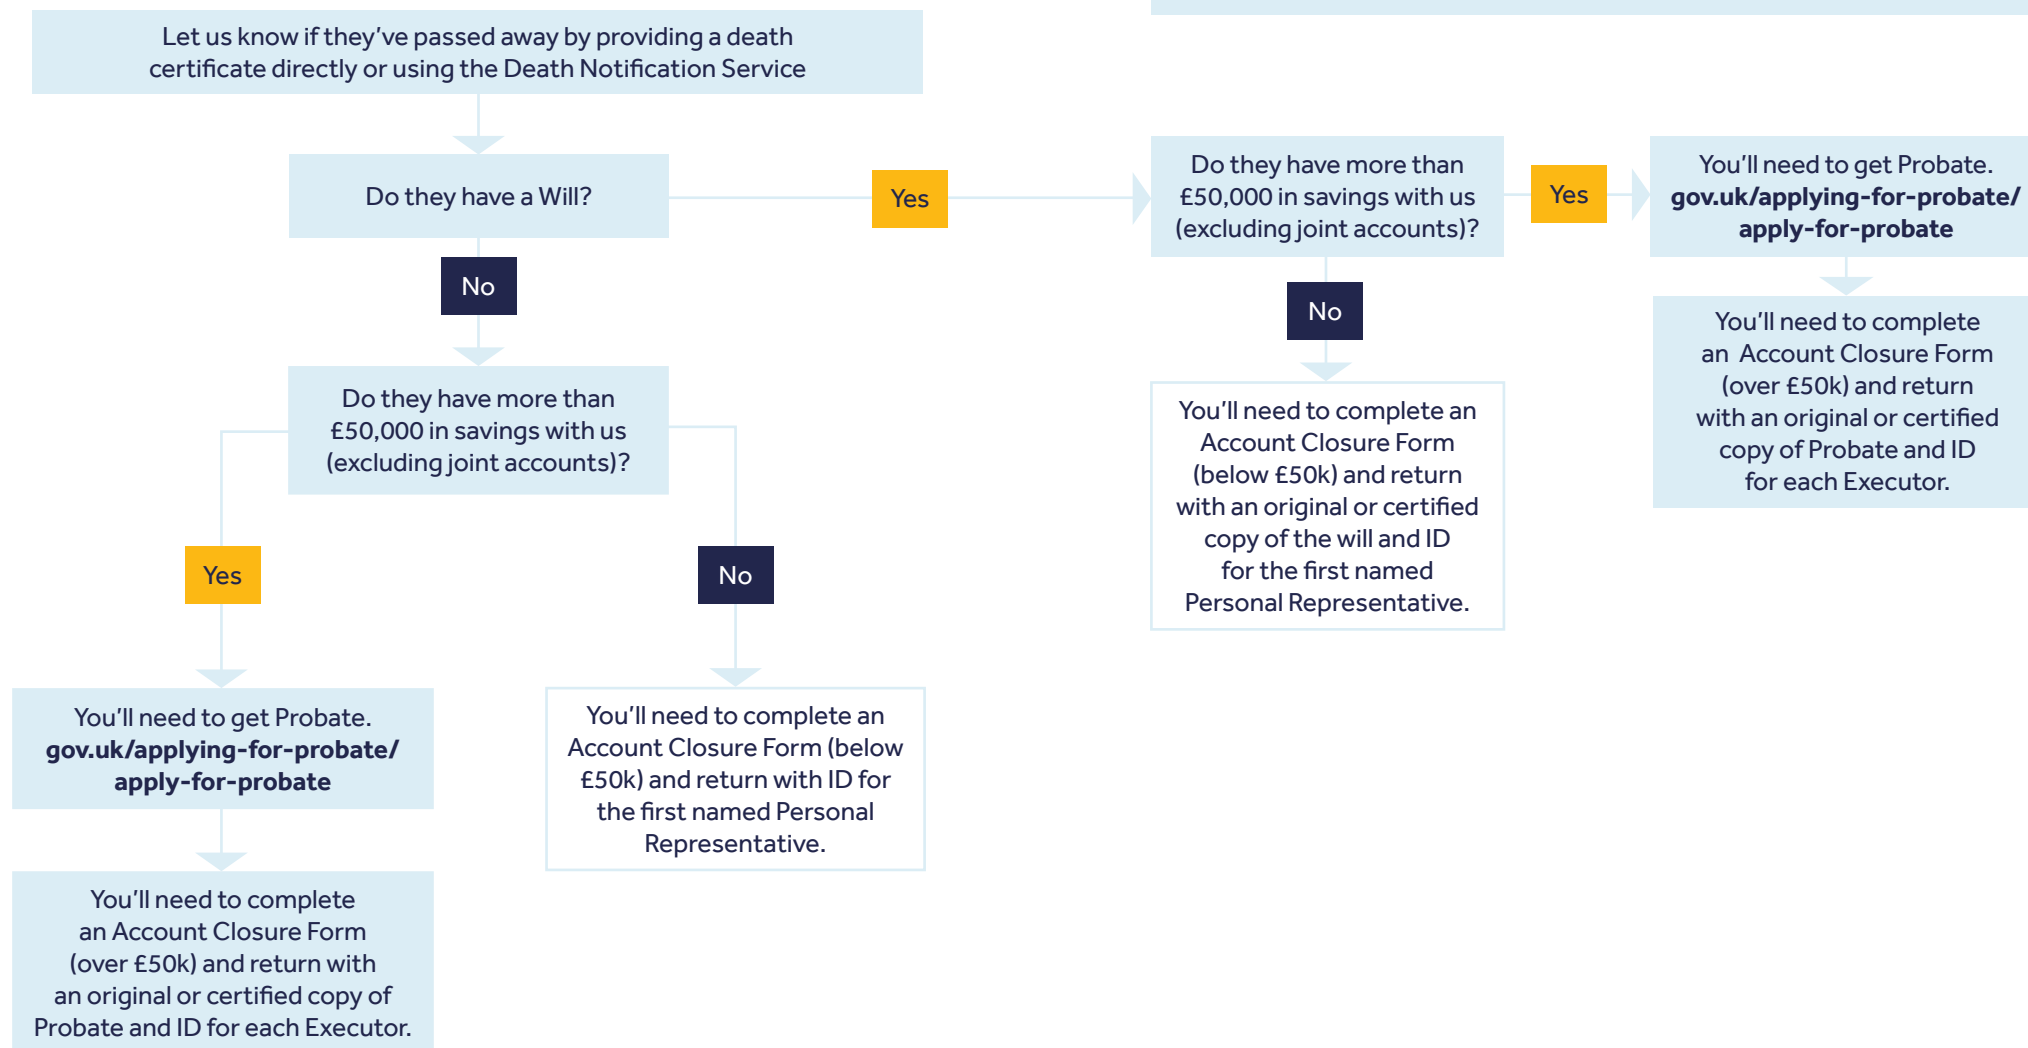 Let us know if they've passed away by providing a death
certificate directly or using the Death Notification Service
Do they have a Will?
Yes
Do they have more than
£50,000 in savings with us
(excluding joint accounts)?
Yes
You'll need to get Probate.
gov.uk/applying-for-probate/
apply-for-probate
No
No
You'll need to complete
an Account Closure Form
(over £50k) and return
with an original or certified
copy of Probate and ID
for each Executor.
Do they have more than
£50,000 in savings with us
(excluding joint accounts)?
You'll need to complete an
Account Closure Form
(below £50k) and return
with an original or certified
copy of the will and ID
for the first named
Personal Representative.
Yes
No
You'll need to get Probate.
gov.uk/applying-for-probate/
apply-for-probate
You'll need to complete an
Account Closure Form (below
£50k) and return with ID for
the first named Personal
Representative.
You'll need to complete
an Account Closure Form
(over £50k) and return with
an original or certified copy of
Probate and ID for each Executor.